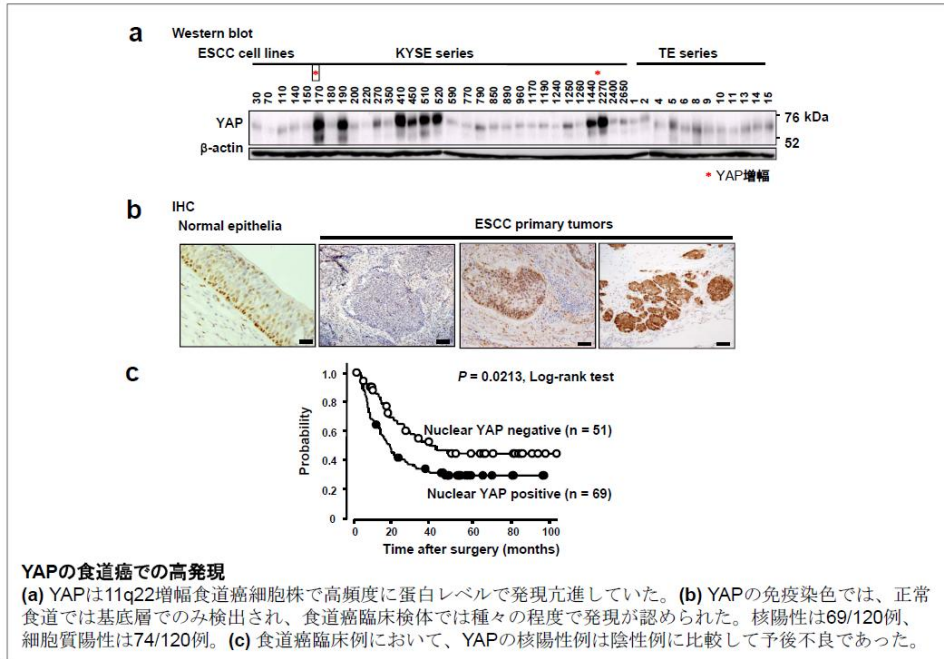 a Western blot
ESCC cell lines KYSE series TE series
* *
30 70 110 140 150 170 180 190 200 220 270 350 410 450 510 520 590 770 790 850 890 960 1170 1190 1240 1250 1260 1440 2270 2400 2650 1 2 4 5 6 8 9 10 11 13 14 15
YAP 76 kDa
52
β-actin
* YAP増幅
b IHC
Normal epithelia ESCC primary tumors
c
P = 0.0213, Log-rank test
Probability
1.0
0.8
0.6
0.4
0.2
0
Nuclear YAP negative (n = 51)
Nuclear YAP positive (n = 69)
0 20 40 60 80 100
Time after surgery (months)
YAPの食道癌での高発現
(a) YAPは11q22増幅食道癌細胞株で高頻度に蛋白レベルで発現亢進していた。(b) YAPの免疫染色では、正常
食道では基底層でのみ検出され、食道癌臨床検体では種々の程度で発現が認められた。核陽性は69/120例、
細胞質陽性は74/120例。(c) 食道癌臨床例において、YAPの核陽性例は陰性例に比較して予後不良であった。